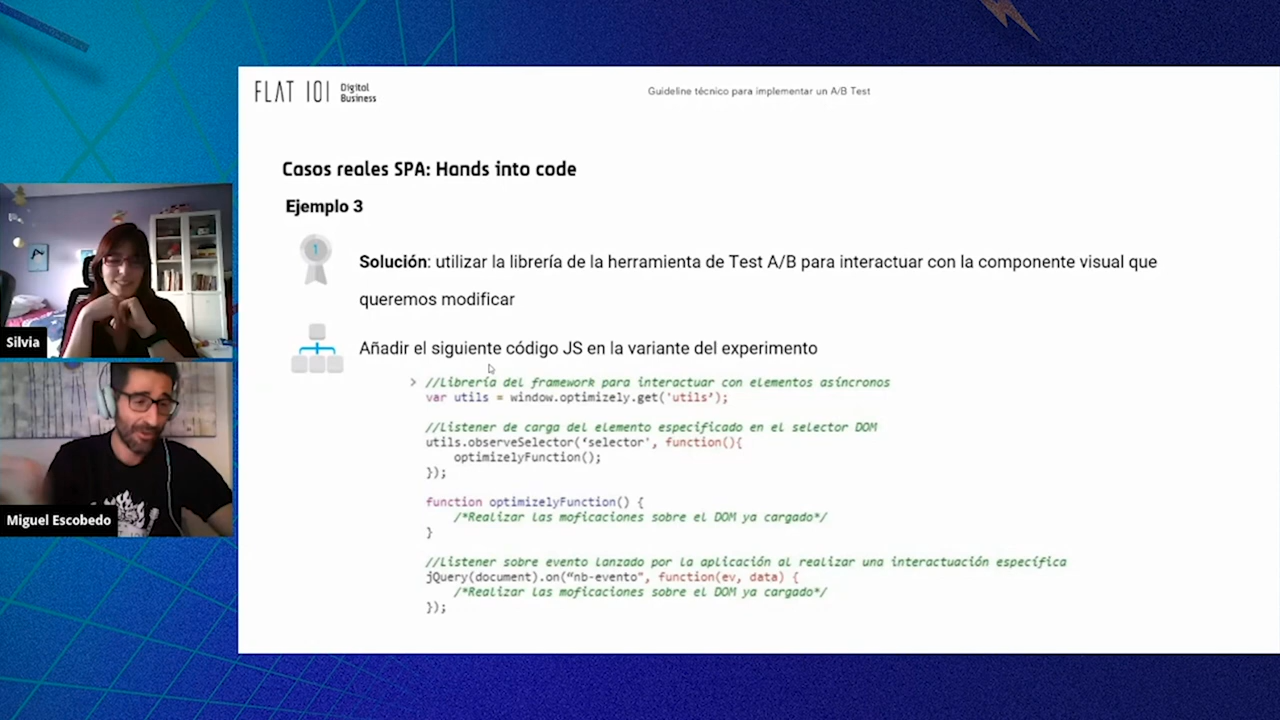 FLAT 101 Digital
Business
Guideline técnico para implementar un A/B Test
Casos reales SPA: Hands into code
Ejemplo 3
1
Solución: utilizar la librería de la herramienta de Test A/B para interactuar con la componente visual que
queremos modificar
Añadir el siguiente código JS en la variante del experimento
> //Librería del framework para interactuar con elementos asíncronos
var utils = window.optimizely.get('utils’);
//Listener de carga del elemento especificado en el selector DOM
utils.observeSelector(‘selector', function(){
optimizelyFunction();
});
function optimizelyFunction() {
/*Realizar las moficaciones sobre el DOM ya cargado*/
}
//Listener sobre evento lanzado por la aplicación al realizar una interactuación específica
jQuery(document).on(“nb-evento", function(ev, data) {
/*Realizar las moficaciones sobre el DOM ya cargado*/
});
Silvia
Miguel Escobedo